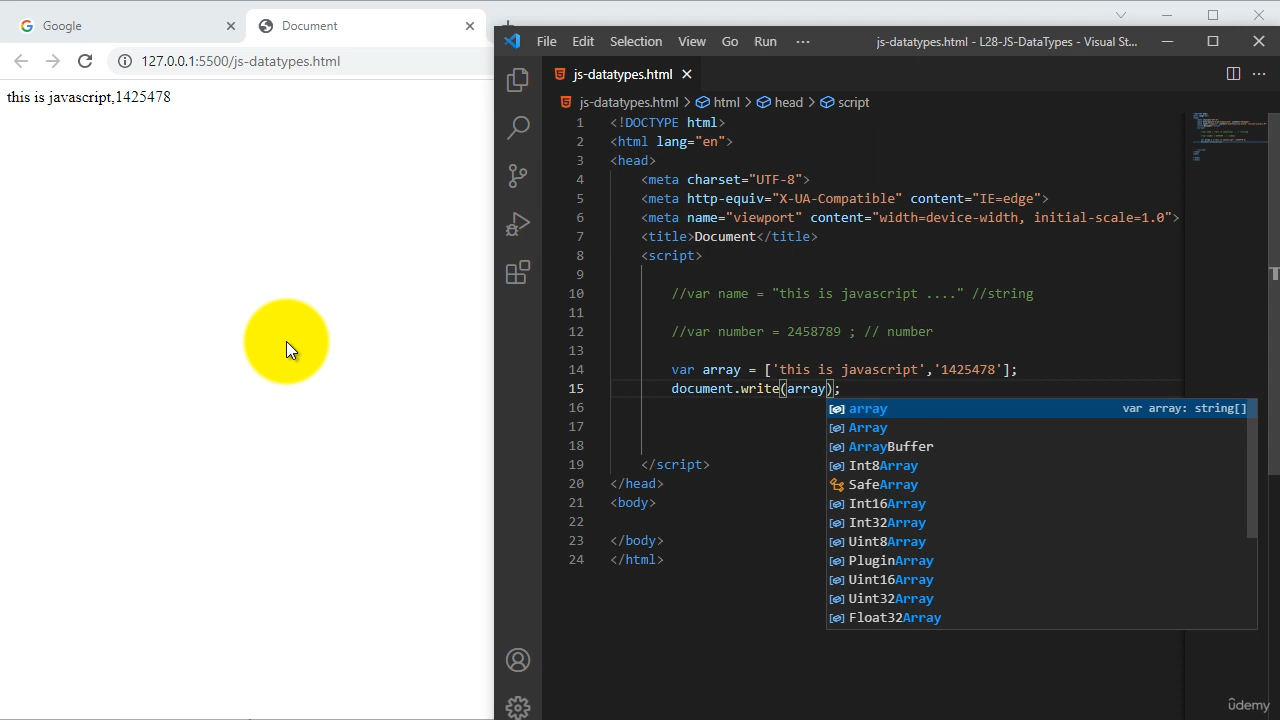 Google
Document
127.0.0.1:5500/js-datatypes.html
this is javascript,1425478
File Edit Selection View Go Run ··· js-datatypes.html - L28-JS-DataTypes - Visual St...
js-datatypes.html
js-datatypes.html > html > head > script
1 <!DOCTYPE html>
2 <html lang="en">
3 <head>
4 <meta charset="UTF-8">
5 <meta http-equiv="X-UA-Compatible" content="IE=edge">
6 <meta name="viewport" content="width=device-width, initial-scale=1.0">
7 <title>Document</title>
8 <script>
9
10 //var name = "this is javascript ...." //string
11
12 //var number = 2458789 ; // number
13
14 var array = ['this is javascript','1425478'];
15 document.write(array);
16
17
18
19 </script>
20 </head>
21 <body>
22
23 </body>
24 </html>
array var array: string[]
Array
ArrayBuffer
Int8Array
SafeArray
Int16Array
Int32Array
Uint8Array
PluginArray
Uint16Array
Uint32Array
Float32Array
ûdemy